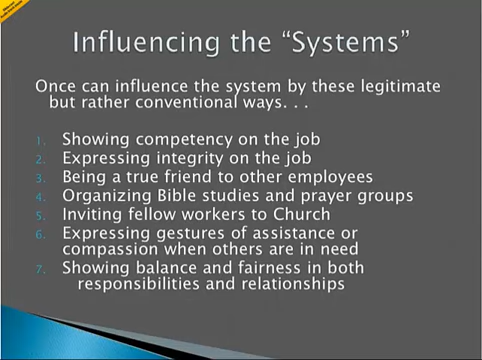 Influencing the “Systems”
Once can influence the system by these legitimate
but rather conventional ways. . .
1. Showing competency on the job
2. Expressing integrity on the job
3. Being a true friend to other employees
4. Organizing Bible studies and prayer groups
5. Inviting fellow workers to Church
6. Expressing gestures of assistance or
compassion when others are in need
7. Showing balance and fairness in both
responsibilities and relationships